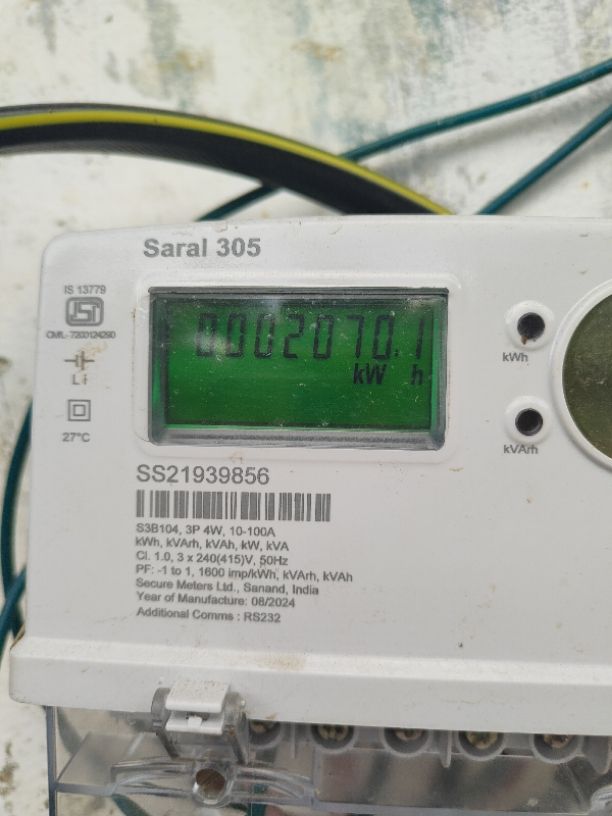 Saral 305
IS 13779
CM/L-7200124290
Li
27°C
0002070.1
kW h
kWh
kVArh
SS21939856
S3B104, 3P 4W, 10-100A
kWh, kVArh, kVAh, kW, kVA
Cl. 1.0, 3 x 240(415)V, 50Hz
PF: -1 to 1, 1600 imp/kWh, kVArh, kVAh
Secure Meters Ltd., Sanand, India
Year of Manufacture: 08/2024
Additional Comms : RS232